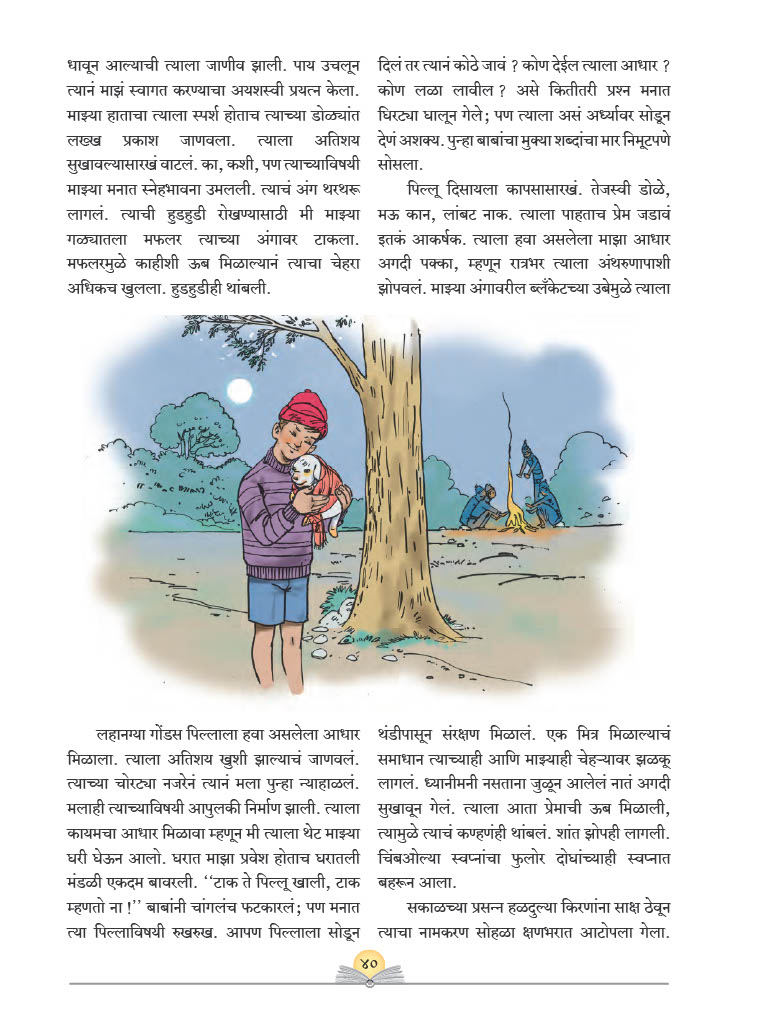 धावून आल्याची त्याला जाणीव झाली. पाय उचलून
त्यानं माझं स्वागत करण्याचा अयशस्वी प्रयत्न केला.
माझ्या हाताचा त्याला स्पर्श होताच त्याच्या डोळ्यांत
लख्ख प्रकाश जाणवला. त्याला अतिशय
सुखावल्यासारखं वाटलं. का, कशी, पण त्याच्याविषयी
माझ्या मनात स्नेहभावना उमलली. त्याचं अंग थरथरू
लागलं. त्याची हुडहुडी रोखण्यासाठी मी माझ्या
गळ्यातला मफलर त्याच्या अंगावर टाकला.
मफलरमुळे काहीशी ऊब मिळाल्यानं त्याचा चेहरा
अधिकच खुलला. हुडहुडीही थांबली.
लहानग्या गोंडस पिल्लाला हवा असलेला आधार
मिळाला. त्याला अतिशय खुशी झाल्याचं जाणवलं.
त्याच्या चोरट्या नजरेनं त्यानं मला पुन्हा न्याहाळलं.
मलाही त्याच्याविषयी आपुलकी निर्माण झाली. त्याला
कायमचा आधार मिळावा म्हणून मी त्याला थेट माझ्या
घरी घेऊन आलो. घरात माझा प्रवेश होताच घरातली
मंडळी एकदम बावरली. ‘‘टाक ते पिल्लू खाली, टाक
म्हणतो ना !’’ बाबांनी चांगलंच फटकारलं; पण मनात
त्या पिल्लाविषयी रुखरुख. आपण पिल्लाला सोडून
दिलं तर त्यानं कोठे जावं ? कोण देईल त्याला आधार ?
कोण लळा लावील ? असे कितीतरी प्रश्न मनात
घिरट्या घालून गेले; पण त्याला असं अर्ध्यावर सोडून
देणं अशक्य. पुन्हा बाबांचा मुक्या शब्दांचा मार निमूटपणे
सोसला.
पिल्लू दिसायला कापसासारखं. तेजस्वी डोळे,
मऊ कान, लांबट नाक. त्याला पाहताच प्रेम जडावं
इतकं आकर्षक. त्याला हवा असलेला माझा आधार
अगदी पक्का, म्हणून रात्रभर त्याला अंथरुणापाशी
झोपवलं. माझ्या अंगावरील ब्लँकेटच्या उबेमुळे त्याला
थंडीपासून संरक्षण मिळालं. एक मित्र मिळाल्याचं
समाधान त्याच्याही आणि माझ्याही चेहऱ्यावर झळकू
लागलं. ध्यानीमनी नसताना जुळून आलेलं नातं अगदी
सुखावून गेलं. त्याला आता प्रेमाची ऊब मिळाली,
त्यामुळे त्याचं कण्हणंही थांबलं. शांत झोपही लागली.
चिंबओल्या स्वप्नांचा फुलोर दोघांच्याही स्वप्नात
बहरून आला.
सकाळच्या प्रसन्न हळदुल्या किरणांना साक्ष ठेवून
त्याचा नामकरण सोहळा क्षणभरात आटोपला गेला.
४०